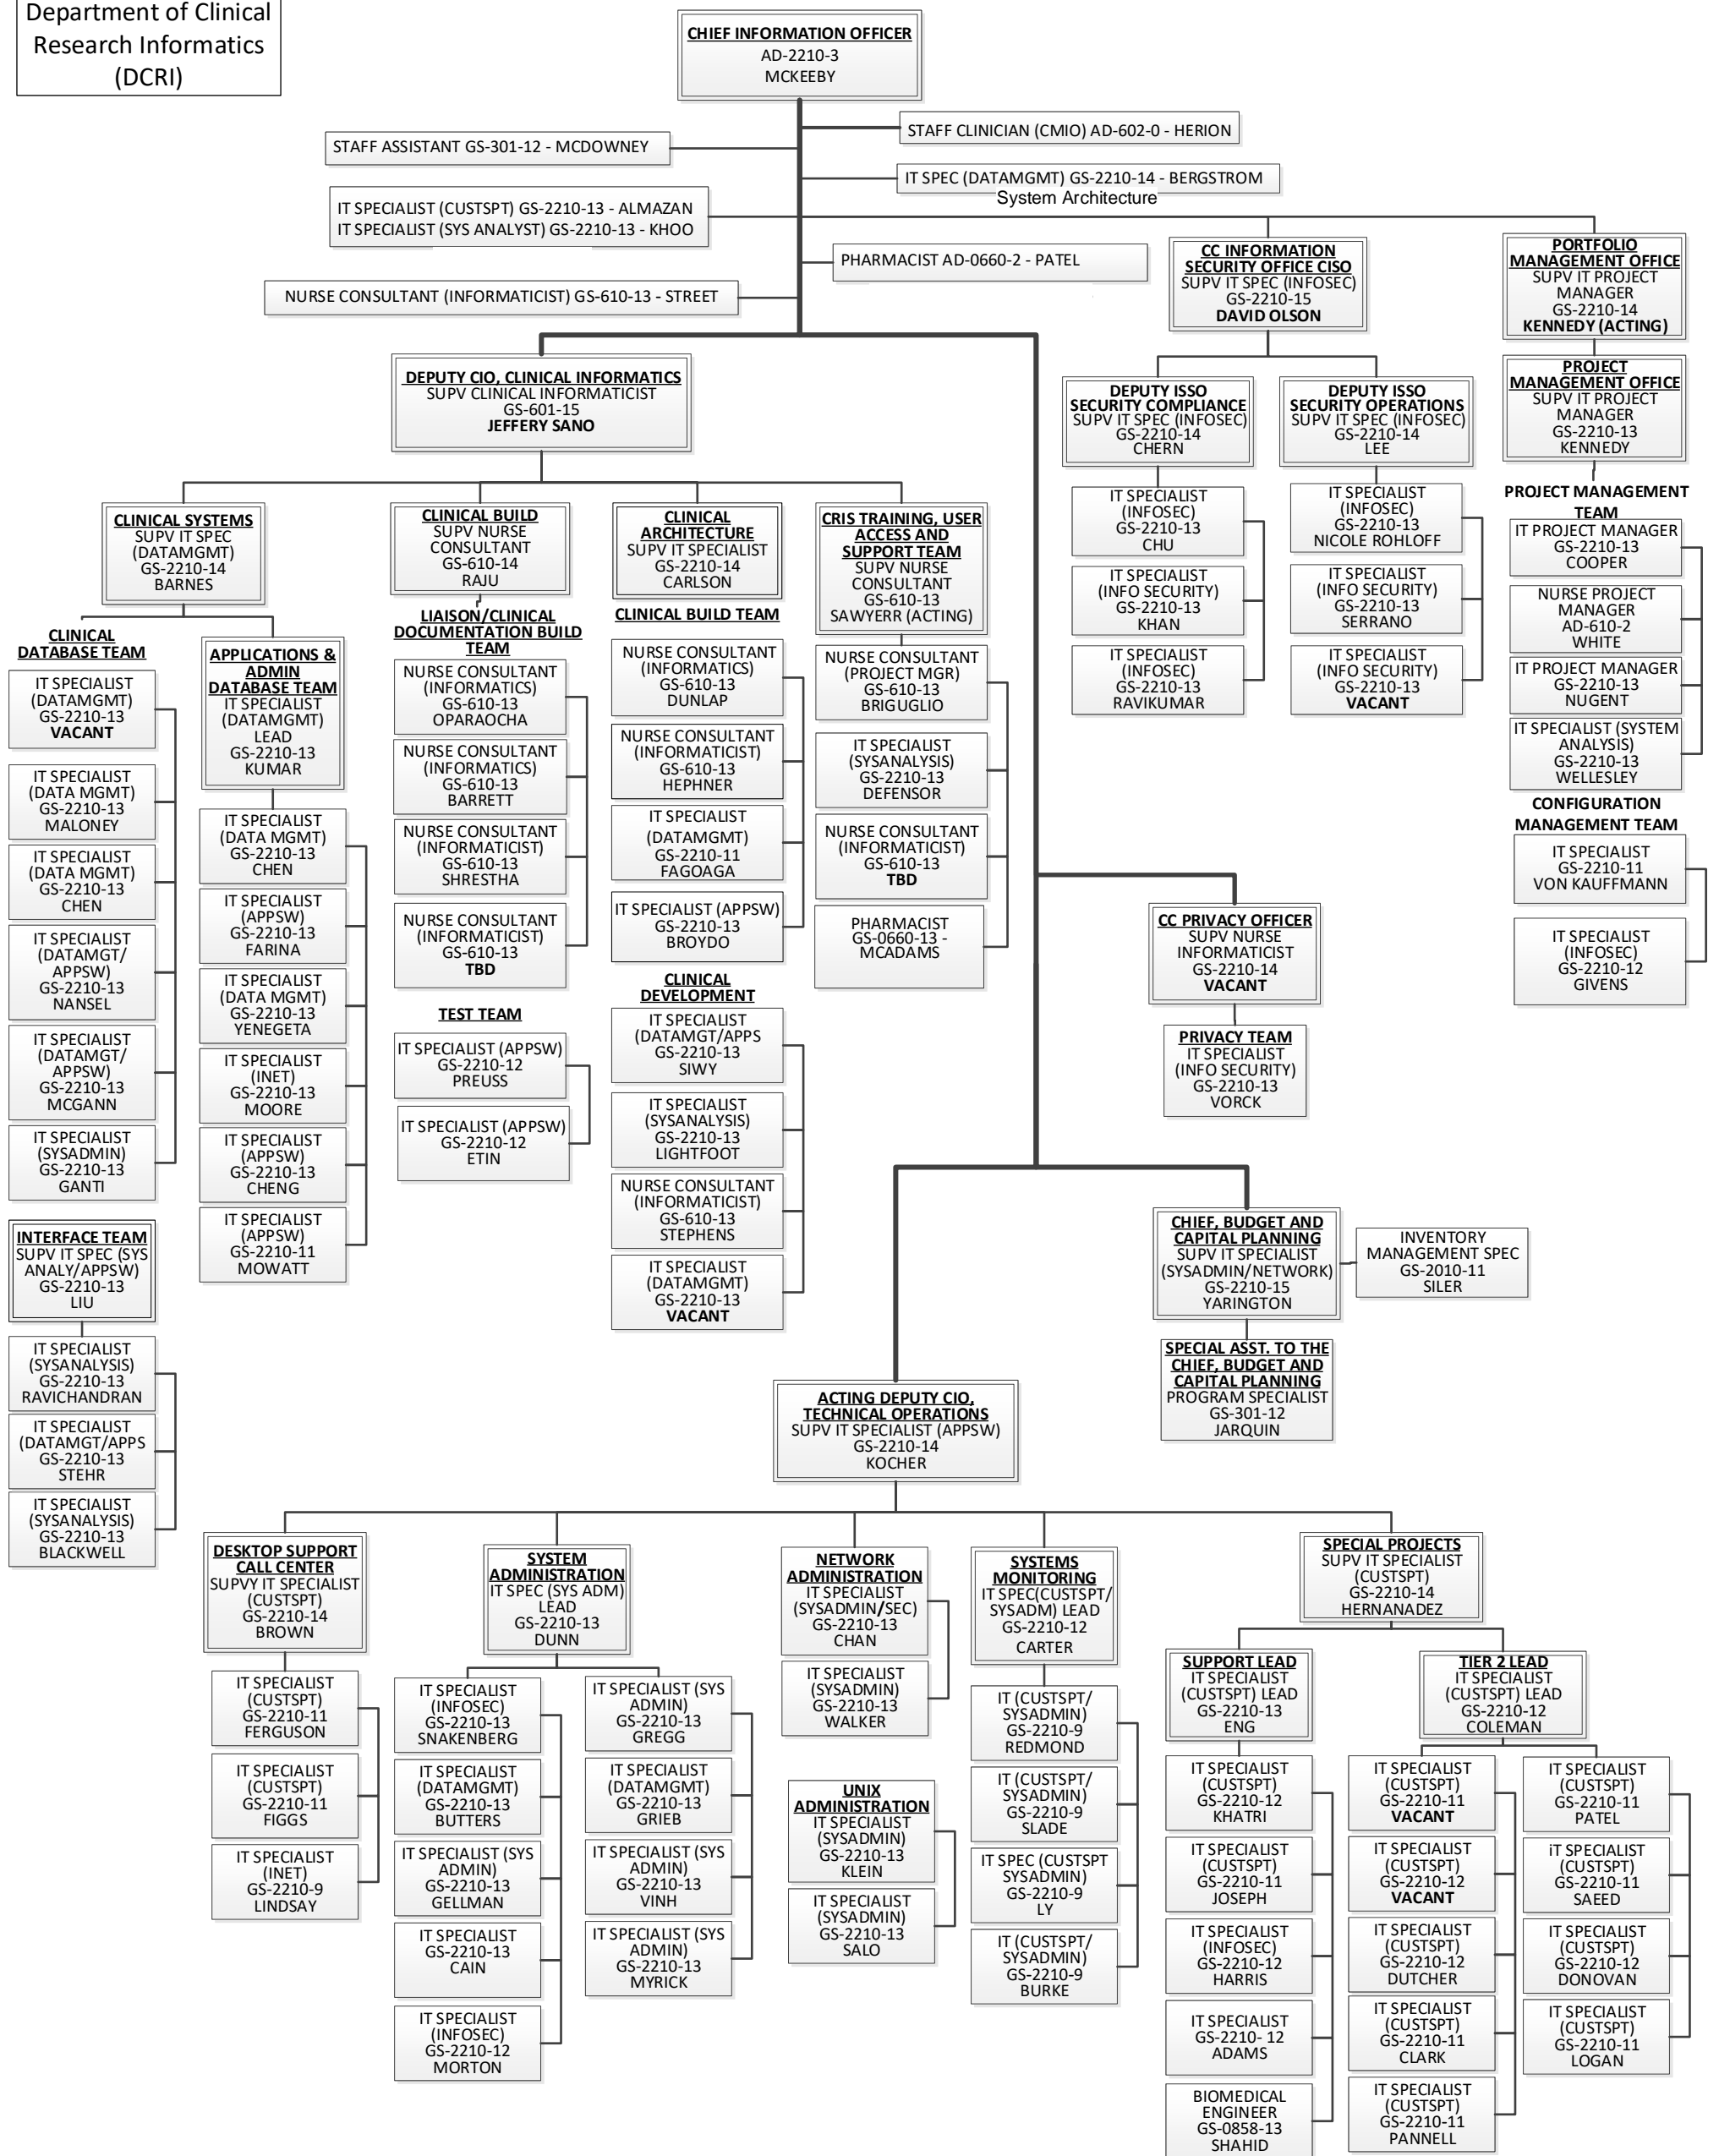 Department of Clinical
Research Informatics
(DCRI)
CHIEF INFORMATION OFFICER
AD-2210-3
MCKEEBY
STAFF CLINICIAN (CMIO) AD-602-0 - HERION
STAFF ASSISTANT GS-301-12 - MCDOWNEY
IT SPEC (DATAMGMT) GS-2210-14 - BERGSTROM
System Architecture
IT SPECIALIST (CUSTSPT) GS-2210-13 - ALMAZAN
IT SPECIALIST (SYS ANALYST) GS-2210-13 - KHOO
PHARMACIST AD-0660-2 - PATEL
NURSE CONSULTANT (INFORMATICIST) GS-610-13 - STREET
CC INFORMATION
SECURITY OFFICE CISO
SUPV IT SPEC (INFOSEC)
GS-2210-15
DAVID OLSON
PORTFOLIO
MANAGEMENT OFFICE
SUPV IT PROJECT
MANAGER
GS-2210-14
KENNEDY (ACTING)
PROJECT
MANAGEMENT OFFICE
SUPV IT PROJECT
MANAGER
GS-2210-13
KENNEDY
DEPUTY CIO, CLINICAL INFORMATICS
SUPV CLINICAL INFORMATICIST
GS-601-15
JEFFERY SANO
DEPUTY ISSO
SECURITY COMPLIANCE
SUPV IT SPEC (INFOSEC)
GS-2210-14
CHERN
DEPUTY ISSO
SECURITY OPERATIONS
SUPV IT SPEC (INFOSEC)
GS-2210-14
LEE
IT SPECIALIST
(INFOSEC)
GS-2210-13
CHU
IT SPECIALIST
(INFO SECURITY)
GS-2210-13
KHAN
IT SPECIALIST
(INFOSEC)
GS-2210-13
RAVIKUMAR
IT SPECIALIST
(INFOSEC)
GS-2210-13
NICOLE ROHLOFF
IT SPECIALIST
(INFO SECURITY)
GS-2210-13
SERRANO
IT SPECIALIST
(INFO SECURITY)
GS-2210-13
VACANT
PROJECT MANAGEMENT
TEAM
IT PROJECT MANAGER
GS-2210-13
COOPER
NURSE PROJECT
MANAGER
AD-610-2
WHITE
IT PROJECT MANAGER
GS-2210-13
NUGENT
IT SPECIALIST (SYSTEM
ANALYSIS)
GS-2210-13
WELLESLEY
CONFIGURATION
MANAGEMENT TEAM
IT SPECIALIST
GS-2210-11
VON KAUFFMANN
IT SPECIALIST
(INFOSEC)
GS-2210-12
GIVENS
CLINICAL SYSTEMS
SUPV IT SPEC
(DATAMGMT)
GS-2210-14
BARNES
CLINICAL
DATABASE TEAM
IT SPECIALIST
(DATAMGMT)
GS-2210-13
VACANT
IT SPECIALIST
(DATA MGMT)
GS-2210-13
MALONEY
IT SPECIALIST
(DATA MGMT)
GS-2210-13
CHEN
IT SPECIALIST
(DATAMGT/
APPSW)
GS-2210-13
NANSEL
IT SPECIALIST
(DATAMGT/
APPSW)
GS-2210-13
MCGANN
IT SPECIALIST
(SYSADMIN)
GS-2210-13
GANTI
INTERFACE TEAM
SUPV IT SPEC (SYS
ANALY/APPSW)
GS-2210-13
LIU
IT SPECIALIST
(SYSANALYSIS)
GS-2210-13
RAVICHANDRAN
IT SPECIALIST
(DATAMGT/APPS
GS-2210-13
STEHR
IT SPECIALIST
(SYSANALYSIS)
GS-2210-13
BLACKWELL
APPLICATIONS &
ADMIN
DATABASE TEAM
IT SPECIALIST
(DATAMGMT)
LEAD
GS-2210-13
KUMAR
IT SPECIALIST
(DATA MGMT)
GS-2210-13
CHEN
IT SPECIALIST
(APPSW)
GS-2210-13
FARINA
IT SPECIALIST
(DATA MGMT)
GS-2210-13
YENEGETA
IT SPECIALIST
(INET)
GS-2210-13
MOORE
IT SPECIALIST
(APPSW)
GS-2210-13
CHENG
IT SPECIALIST
(APPSW)
GS-2210-11
MOWATT
CLINICAL BUILD
SUPV NURSE
CONSULTANT
GS-610-14
RAJU
LIAISON/CLINICAL
DOCUMENTATION BUILD
TEAM
NURSE CONSULTANT
(INFORMATICS)
GS-610-13
OPARAOCHA
NURSE CONSULTANT
(INFORMATICS)
GS-610-13
BARRETT
NURSE CONSULTANT
(INFORMATICIST)
GS-610-13
SHRESTHA
NURSE CONSULTANT
(INFORMATICIST)
GS-610-13
TBD
TEST TEAM
IT SPECIALIST (APPSW)
GS-2210-12
PREUSS
IT SPECIALIST (APPSW)
GS-2210-12
ETIN
CLINICAL
ARCHITECTURE
SUPV IT SPECIALIST
GS-2210-14
CARLSON
CLINICAL BUILD TEAM
NURSE CONSULTANT
(INFORMATICS)
GS-610-13
DUNLAP
NURSE CONSULTANT
(INFORMATICIST)
GS-610-13
HEPHNER
IT SPECIALIST
(DATAMGMT)
GS-2210-11
FAGOAGA
IT SPECIALIST (APPSW)
GS-2210-13
BROYDO
CLINICAL
DEVELOPMENT
IT SPECIALIST
(DATAMGT/APPS
GS-2210-13
SIWY
IT SPECIALIST
(SYSANALYSIS)
GS-2210-13
LIGHTFOOT
NURSE CONSULTANT
(INFORMATICIST)
GS-610-13
STEPHENS
IT SPECIALIST
(DATAMGMT)
GS-2210-13
VACANT
CRIS TRAINING, USER
ACCESS AND
SUPPORT TEAM
SUPV NURSE
CONSULTANT
GS-610-13
SAWYERR (ACTING)
NURSE CONSULTANT
(PROJECT MGR)
GS-610-13
BRIGUGLIO
IT SPECIALIST
(SYSANALYSIS)
GS-2210-13
DEFENSOR
NURSE CONSULTANT
(INFORMATICIST)
GS-610-13
TBD
PHARMACIST
GS-0660-13 -
MCADAMS
CC PRIVACY OFFICER
SUPV NURSE
INFORMATICIST
GS-2210-14
VACANT
PRIVACY TEAM
IT SPECIALIST
(INFO SECURITY)
GS-2210-13
VORCK
CHIEF, BUDGET AND
CAPITAL PLANNING
SUPV IT SPECIALIST
(SYSADMIN/NETWORK)
GS-2210-15
YARINGTON
INVENTORY
MANAGEMENT SPEC
GS-2010-11
SILER
SPECIAL ASST. TO THE
CHIEF, BUDGET AND
CAPITAL PLANNING
PROGRAM SPECIALIST
GS-301-12
JARQUIN
ACTING DEPUTY CIO,
TECHNICAL OPERATIONS
SUPV IT SPECIALIST (APPSW)
GS-2210-14
KOCHER
DESKTOP SUPPORT
CALL CENTER
SUPVY IT SPECIALIST
(CUSTSPT)
GS-2210-14
BROWN
IT SPECIALIST
(CUSTSPT)
GS-2210-11
FERGUSON
IT SPECIALIST
(CUSTSPT)
GS-2210-11
FIGGS
IT SPECIALIST
(INET)
GS-2210-9
LINDSAY
SYSTEM
ADMINISTRATION
IT SPEC (SYS ADM)
LEAD
GS-2210-13
DUNN
IT SPECIALIST
(INFOSEC)
GS-2210-13
SNAKENBERG
IT SPECIALIST
(DATAMGMT)
GS-2210-13
BUTTERS
IT SPECIALIST (SYS
ADMIN)
GS-2210-13
GELLMAN
IT SPECIALIST
GS-2210-13
CAIN
IT SPECIALIST
(INFOSEC)
GS-2210-12
MORTON
IT SPECIALIST (SYS
ADMIN)
GS-2210-13
GREGG
IT SPECIALIST
(DATAMGMT)
GS-2210-13
GRIEB
IT SPECIALIST (SYS
ADMIN)
GS-2210-13
VINH
IT SPECIALIST (SYS
ADMIN)
GS-2210-13
MYRICK
NETWORK
ADMINISTRATION
IT SPECIALIST
(SYSADMIN/SEC)
GS-2210-13
CHAN
IT SPECIALIST
(SYSADMIN)
GS-2210-13
WALKER
UNIX
ADMINISTRATION
IT SPECIALIST
(SYSADMIN)
GS-2210-13
KLEIN
IT SPECIALIST
(SYSADMIN)
GS-2210-13
SALO
SYSTEMS
MONITORING
IT SPEC(CUSTSPT/
SYSADM) LEAD
GS-2210-12
CARTER
IT (CUSTSPT/
SYSADMIN)
GS-2210-9
REDMOND
IT (CUSTSPT/
SYSADMIN)
GS-2210-9
SLADE
IT SPEC (CUSTSPT
SYSADMIN)
GS-2210-9
LY
IT (CUSTSPT/
SYSADMIN)
GS-2210-9
BURKE
SPECIAL PROJECTS
SUPV IT SPECIALIST
(CUSTSPT)
GS-2210-14
HERNANADEZ
SUPPORT LEAD
IT SPECIALIST
(CUSTSPT) LEAD
GS-2210-13
ENG
IT SPECIALIST
(CUSTSPT)
GS-2210-12
KHATRI
IT SPECIALIST
(CUSTSPT)
GS-2210-11
JOSEPH
IT SPECIALIST
(INFOSEC)
GS-2210-12
HARRIS
IT SPECIALIST
GS-2210- 12
ADAMS
BIOMEDICAL
ENGINEER
GS-0858-13
SHAHID
TIER 2 LEAD
IT SPECIALIST
(CUSTSPT) LEAD
GS-2210-12
COLEMAN
IT SPECIALIST
(CUSTSPT)
GS-2210-11
VACANT
IT SPECIALIST
(CUSTSPT)
GS-2210-12
VACANT
IT SPECIALIST
(CUSTSPT)
GS-2210-12
DUTCHER
IT SPECIALIST
(CUSTSPT)
GS-2210-11
CLARK
IT SPECIALIST
(CUSTSPT)
GS-2210-11
PANNELL
IT SPECIALIST
(CUSTSPT)
GS-2210-11
PATEL
iT SPECIALIST
(CUSTSPT)
GS-2210-11
SAEED
IT SPECIALIST
(CUSTSPT)
GS-2210-12
DONOVAN
IT SPECIALIST
(CUSTSPT)
GS-2210-11
LOGAN